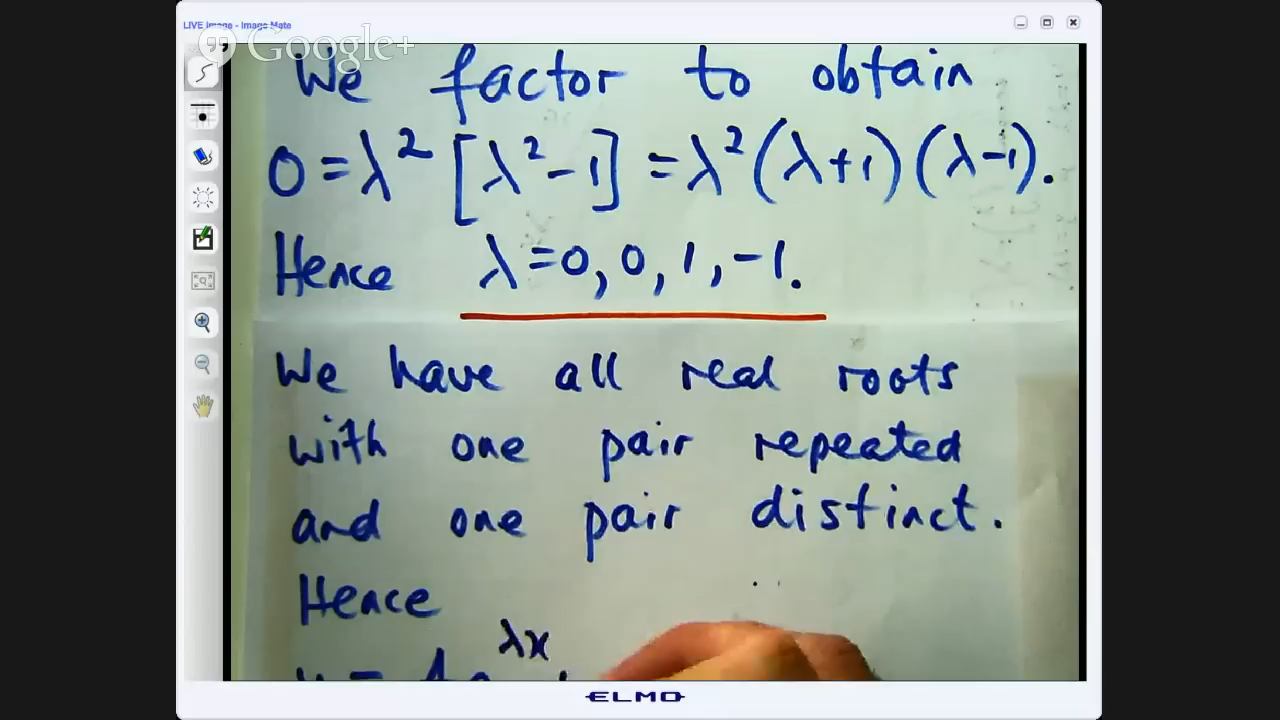 LIVE Image - Image Mate
Google+
We factor to obtain
0 = λ² [λ² - 1] = λ² (λ+1) (λ-1).
Hence λ = 0, 0, 1, -1.
We have all real roots
with one pair repeated
and one pair distinct.
Hence
λx
ELMO